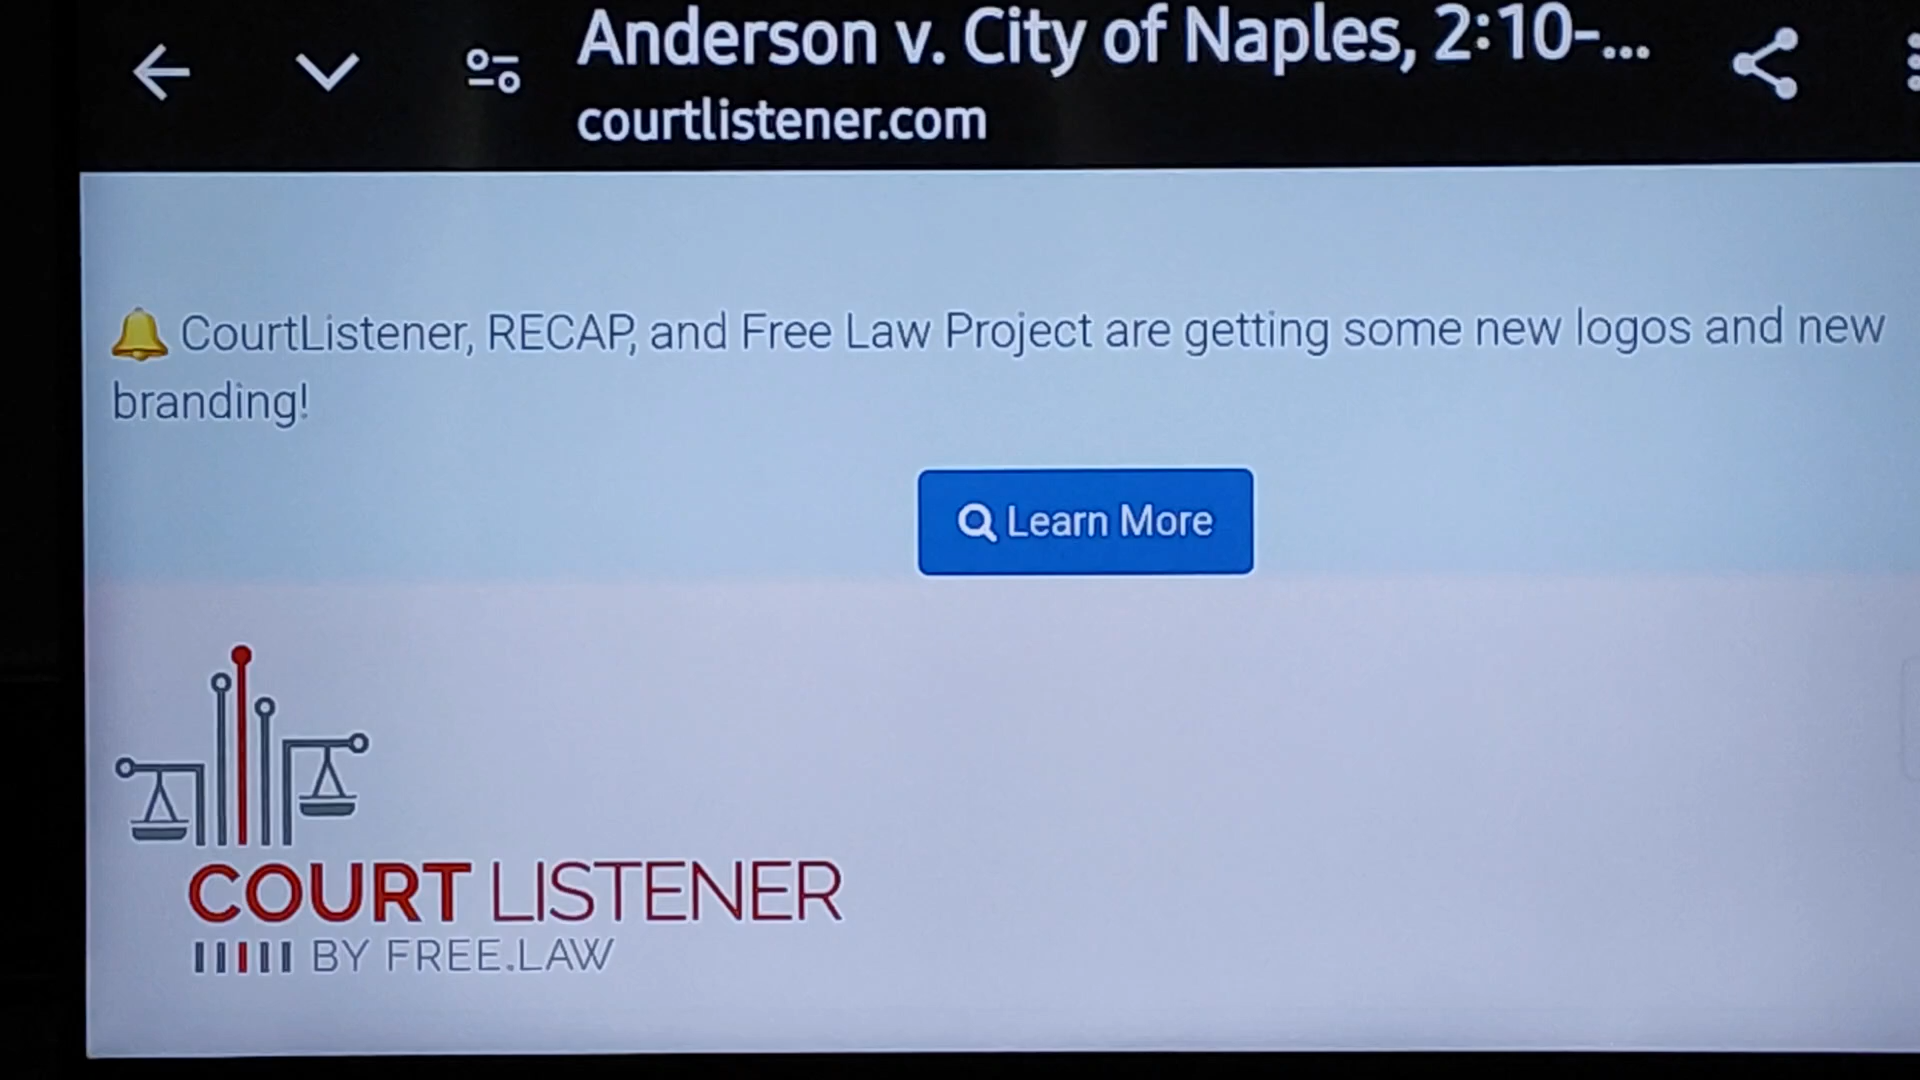 Anderson v. City of Naples, 2:10-...
courtlistener.com
CourtListener, RECAP, and Free Law Project are getting some new logos and new
branding!
Learn More
COURT LISTENER
BY FREE.LAW